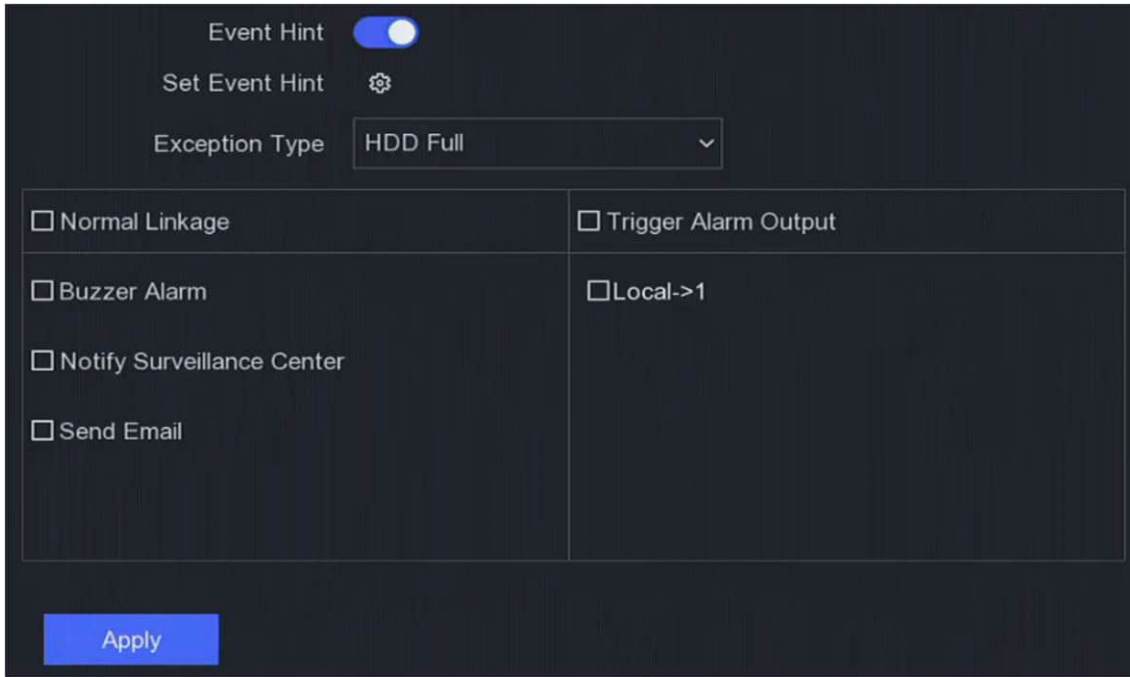 Event Hint
Set Event Hint
Exception Type HDD Full
Normal Linkage Trigger Alarm Output
Buzzer Alarm Local->1
Notify Surveillance Center
Send Email
Apply